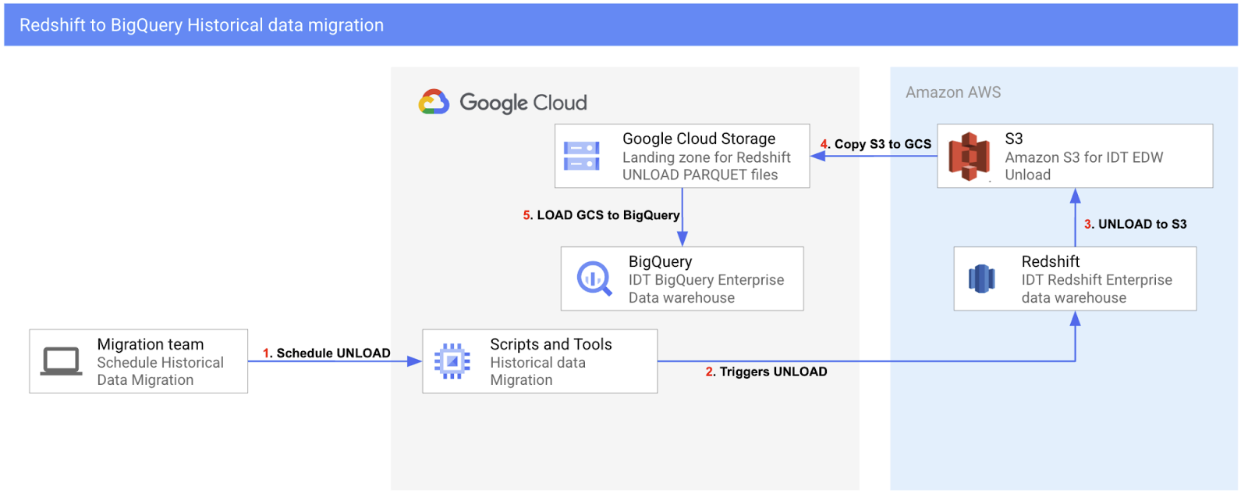 Redshift to BigQuery Historical data migration
Google Cloud
Amazon AWS
Google Cloud Storage
Landing zone for Redshift
UNLOAD PARQUET files
4. Copy S3 to GCS
S3
Amazon S3 for IDT EDW
Unload
5. LOAD GCS to BigQuery
3. UNLOAD to S3
BigQuery
IDT BigQuery Enterprise
Data warehouse
Redshift
IDT Redshift Enterprise
data warehouse
Migration team
Schedule Historical
Data Migration
1. Schedule UNLOAD
Scripts and Tools
Historical data
Migration
2. Triggers UNLOAD